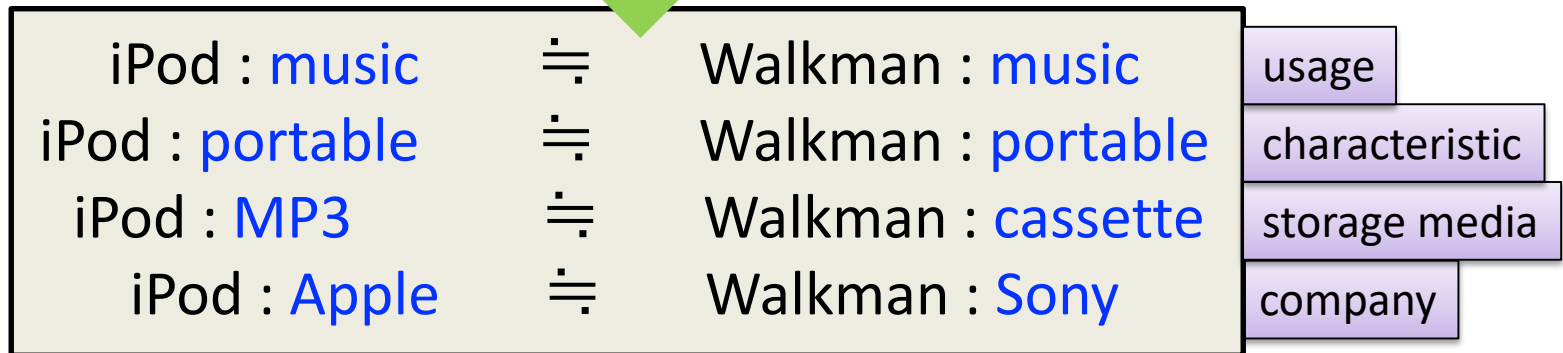 iPod : music ≒ Walkman : music usage
iPod : portable ≒ Walkman : portable characteristic
iPod : MP3 ≒ Walkman : cassette storage media
iPod : Apple ≒ Walkman : Sony company